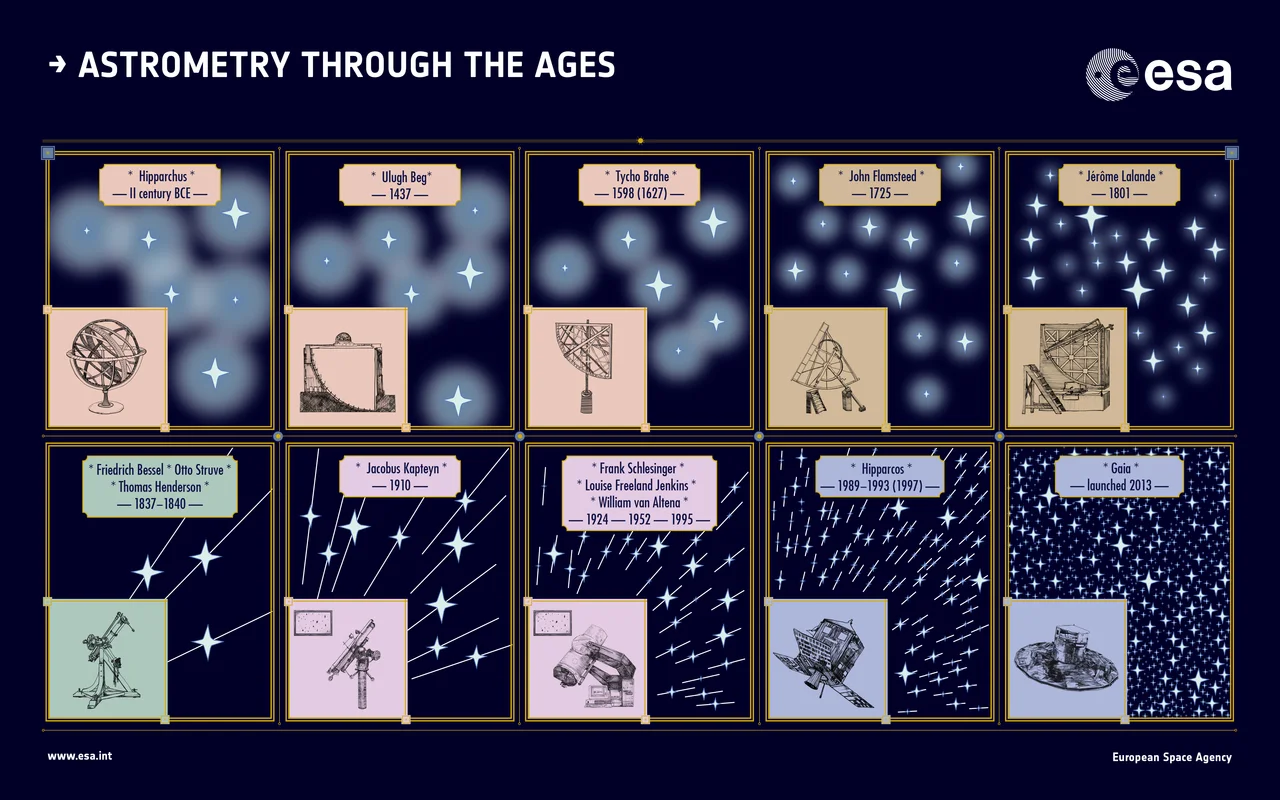 → ASTROMETRY THROUGH THE AGES
esa
* Hipparchus *
— II century BCE —
* Ulugh Beg*
— 1437 —
* Tycho Brahe *
— 1598 (1627) —
* John Flamsteed *
— 1725 —
* Jérôme Lalande *
— 1801 —
* Friedrich Bessel * Otto Struve *
* Thomas Henderson *
— 1837–1840 —
* Jacobus Kapteyn *
— 1910 —
* Frank Schlesinger *
* Louise Freeland Jenkins *
* William van Altena *
— 1924 — 1952 — 1995 —
* Hipparcos *
— 1989–1993 (1997) —
* Gaia *
— launched 2013 —
www.esa.int
European Space Agency